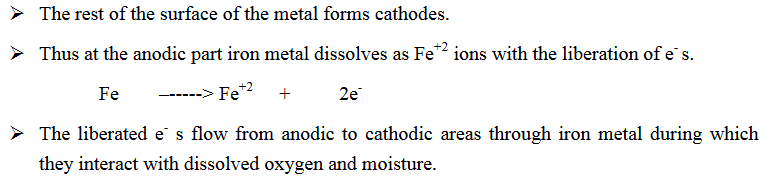 ➢ The rest of the surface of the metal forms cathodes.
➢ Thus at the anodic part iron metal dissolves as Fe⁺² ions with the liberation of e⁻ s.
Fe ------> Fe⁺² + 2e⁻
➢ The liberated e⁻ s flow from anodic to cathodic areas through iron metal during which
they interact with dissolved oxygen and moisture.